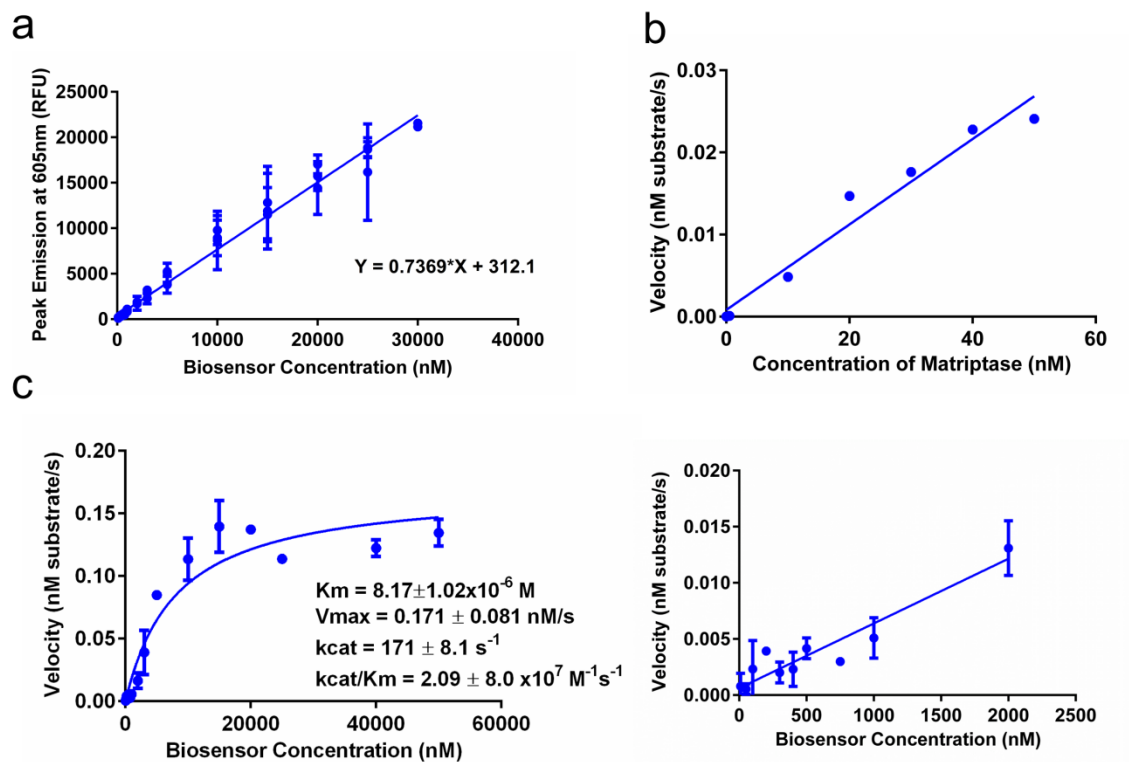 a
25000
20000
15000
10000
5000
0
Peak Emission at 605nm (RFU)
Y = 0.7369*X + 312.1
0
10000
20000
30000
40000
Biosensor Concentration (nM)
b
0.03
0.02
0.01
0.00
Velocity (nM substrate/s)
0
20
40
60
Concentration of Matriptase (nM)
c
0.20
0.15
0.10
0.05
0.00
Velocity (nM substrate/s)
Km = 8.17±1.02x10⁻⁶ M
Vmax = 0.171 ± 0.081 nM/s
kcat = 171 ± 8.1 s⁻¹
kcat/Km = 2.09 ± 8.0 x10⁷ M⁻¹s⁻¹
0
20000
40000
60000
Biosensor Concentration (nM)
0.020
0.015
0.010
0.005
0.000
Velocity (nM substrate/s)
0
500
1000
1500
2000
2500
Biosensor Concentration (nM)